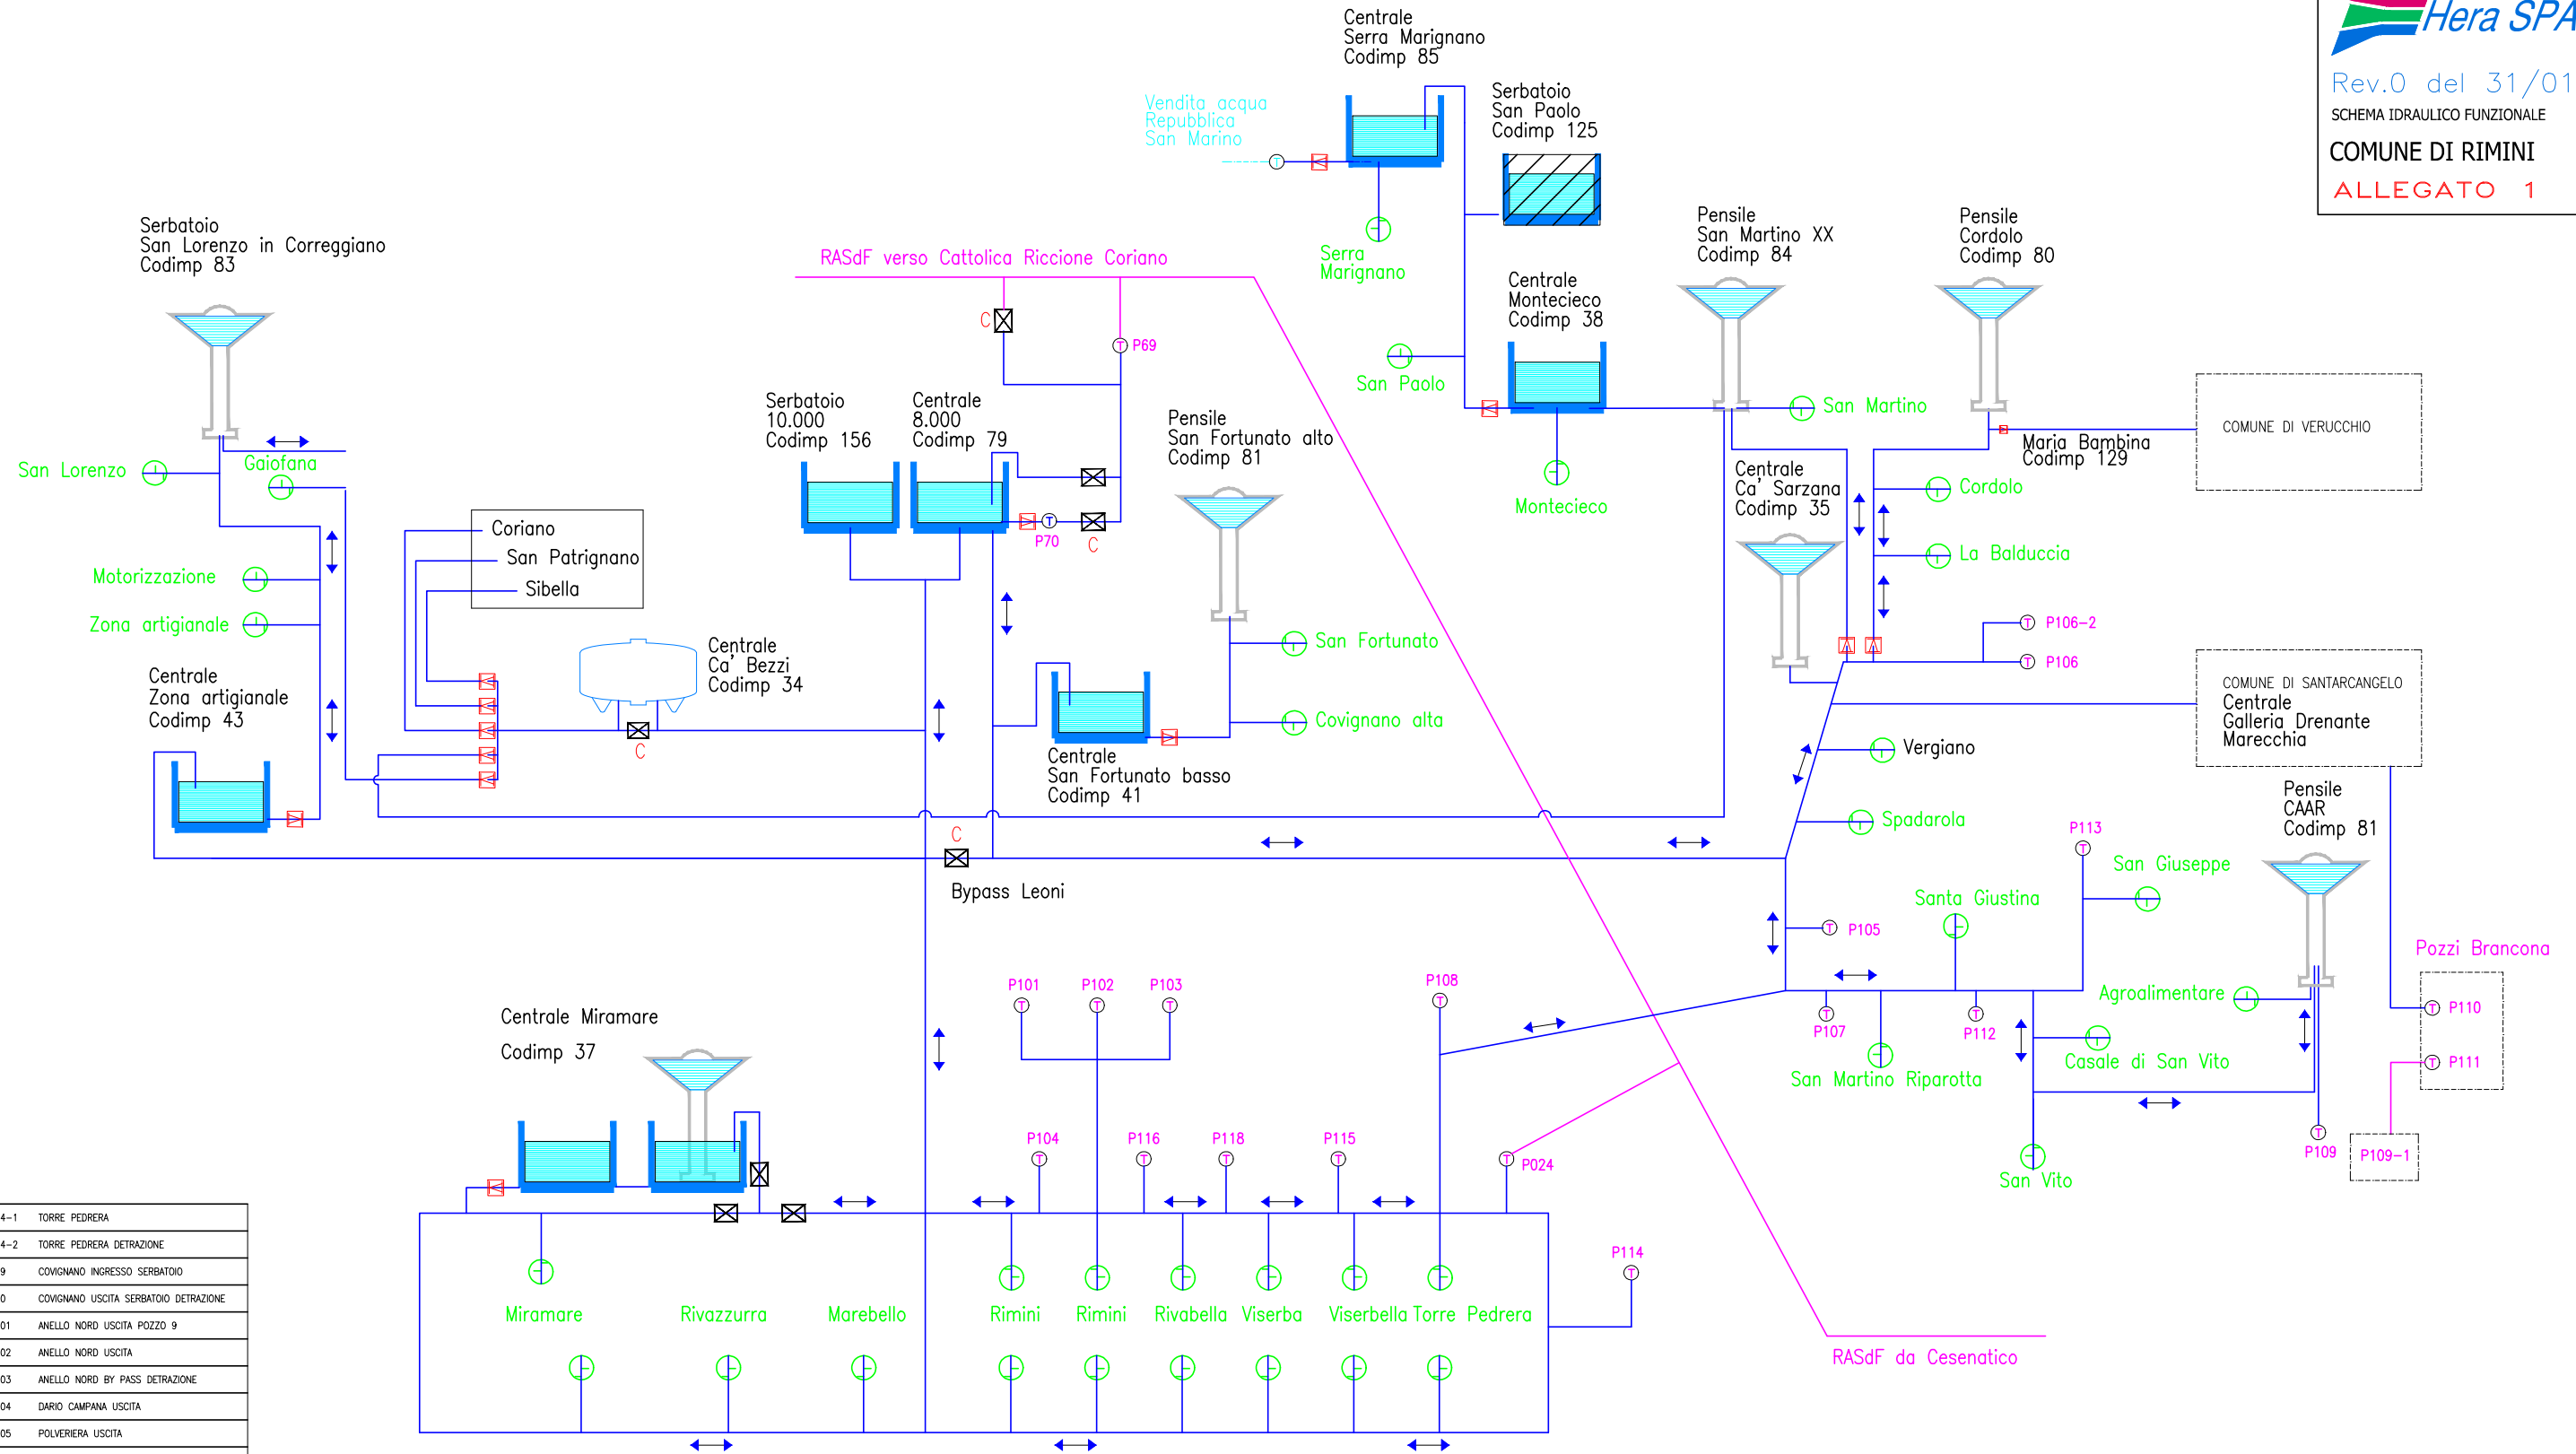 Hera SPA
Rev.0 del 31/01
SCHEMA IDRAULICO FUNZIONALE
COMUNE DI RIMINI
ALLEGATO 1
Centrale
Serra Marignano
Codimp 85
Vendita acqua
Repubblica
San Marino
T
Serra
Marignano
Serbatoio
San Paolo
Codimp 125
Serbatoio
San Lorenzo in Correggiano
Codimp 83
RASdF verso Cattolica Riccione Coriano
C
T P69
Centrale
Montecieco
Codimp 38
San Paolo
Montecieco
Pensile
San Martino XX
Codimp 84
San Martino
Pensile
Cordolo
Codimp 80
COMUNE DI VERUCCHIO
Maria Bambina
Codimp 129
Cordolo
La Balduccia
Centrale
Ca' Sarzana
Codimp 35
San Lorenzo
Gaiofana
Motorizzazione
Zona artigianale
Centrale
Zona artigianale
Codimp 43
Coriano
San Patrignano
Sibella
Centrale
Ca' Bezzi
Codimp 34
C
Serbatoio
10.000
Codimp 156
Centrale
8.000
Codimp 79
T
P70
C
Pensile
San Fortunato alto
Codimp 81
San Fortunato
Covignano alta
Centrale
San Fortunato basso
Codimp 41
T P106-2
T P106
COMUNE DI SANTARCANGELO
Centrale
Galleria Drenante
Marecchia
Vergiano
Spadarola
Pensile
CAAR
Codimp 81
C
Bypass Leoni
P113
T
San Giuseppe
Santa Giustina
T P105
Pozzi Brancona
T P110
T P111
P109-1
Agroalimentare
T
P107
T
P112
San Martino Riparotta
Casale di San Vito
San Vito
T
P109
Centrale Miramare
Codimp 37
P101
T
P102
T
P103
T
P108
T
P104
T
P116
T
P118
T
P115
T
T P024
P114
T
Miramare
Rivazzurra
Marebello
Rimini
Rimini
Rivabella
Viserba
Viserbella
Torre Pedrera
RASdF da Cesenatico
4-1 TORRE PEDRERA
4-2 TORRE PEDRERA DETRAZIONE
9 COVIGNANO INGRESSO SERBATOIO
0 COVIGNANO USCITA SERBATOIO DETRAZIONE
01 ANELLO NORD USCITA POZZO 9
02 ANELLO NORD USCITA
03 ANELLO NORD BY PASS DETRAZIONE
04 DARIO CAMPANA USCITA
05 POLVERIERA USCITA